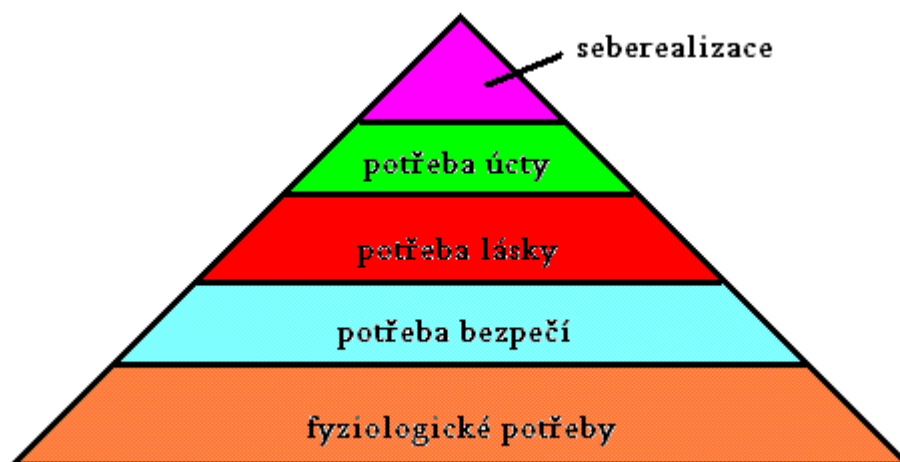 seberealizace
potřeba úcty
potřeba lásky
potřeba bezpečí
fyziologické potřeby